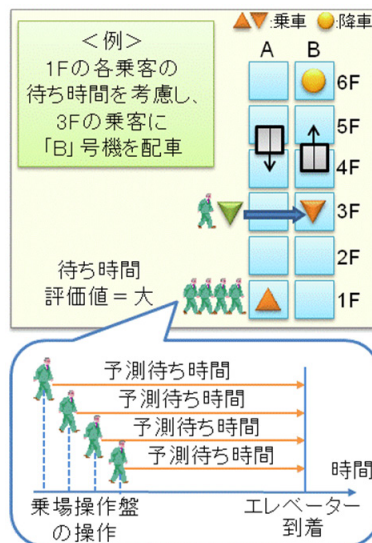 ▲▼:乗車 ●:降車
＜例＞
1Fの各乗客の
待ち時間を考慮し、
3Fの乗客に
「B」号機を配車
A B
6F
5F
4F
3F
2F
1F
待ち時間
評価値＝大
予測待ち時間
予測待ち時間
予測待ち時間
予測待ち時間
時間
乗場操作盤
の操作
エレベーター
到着